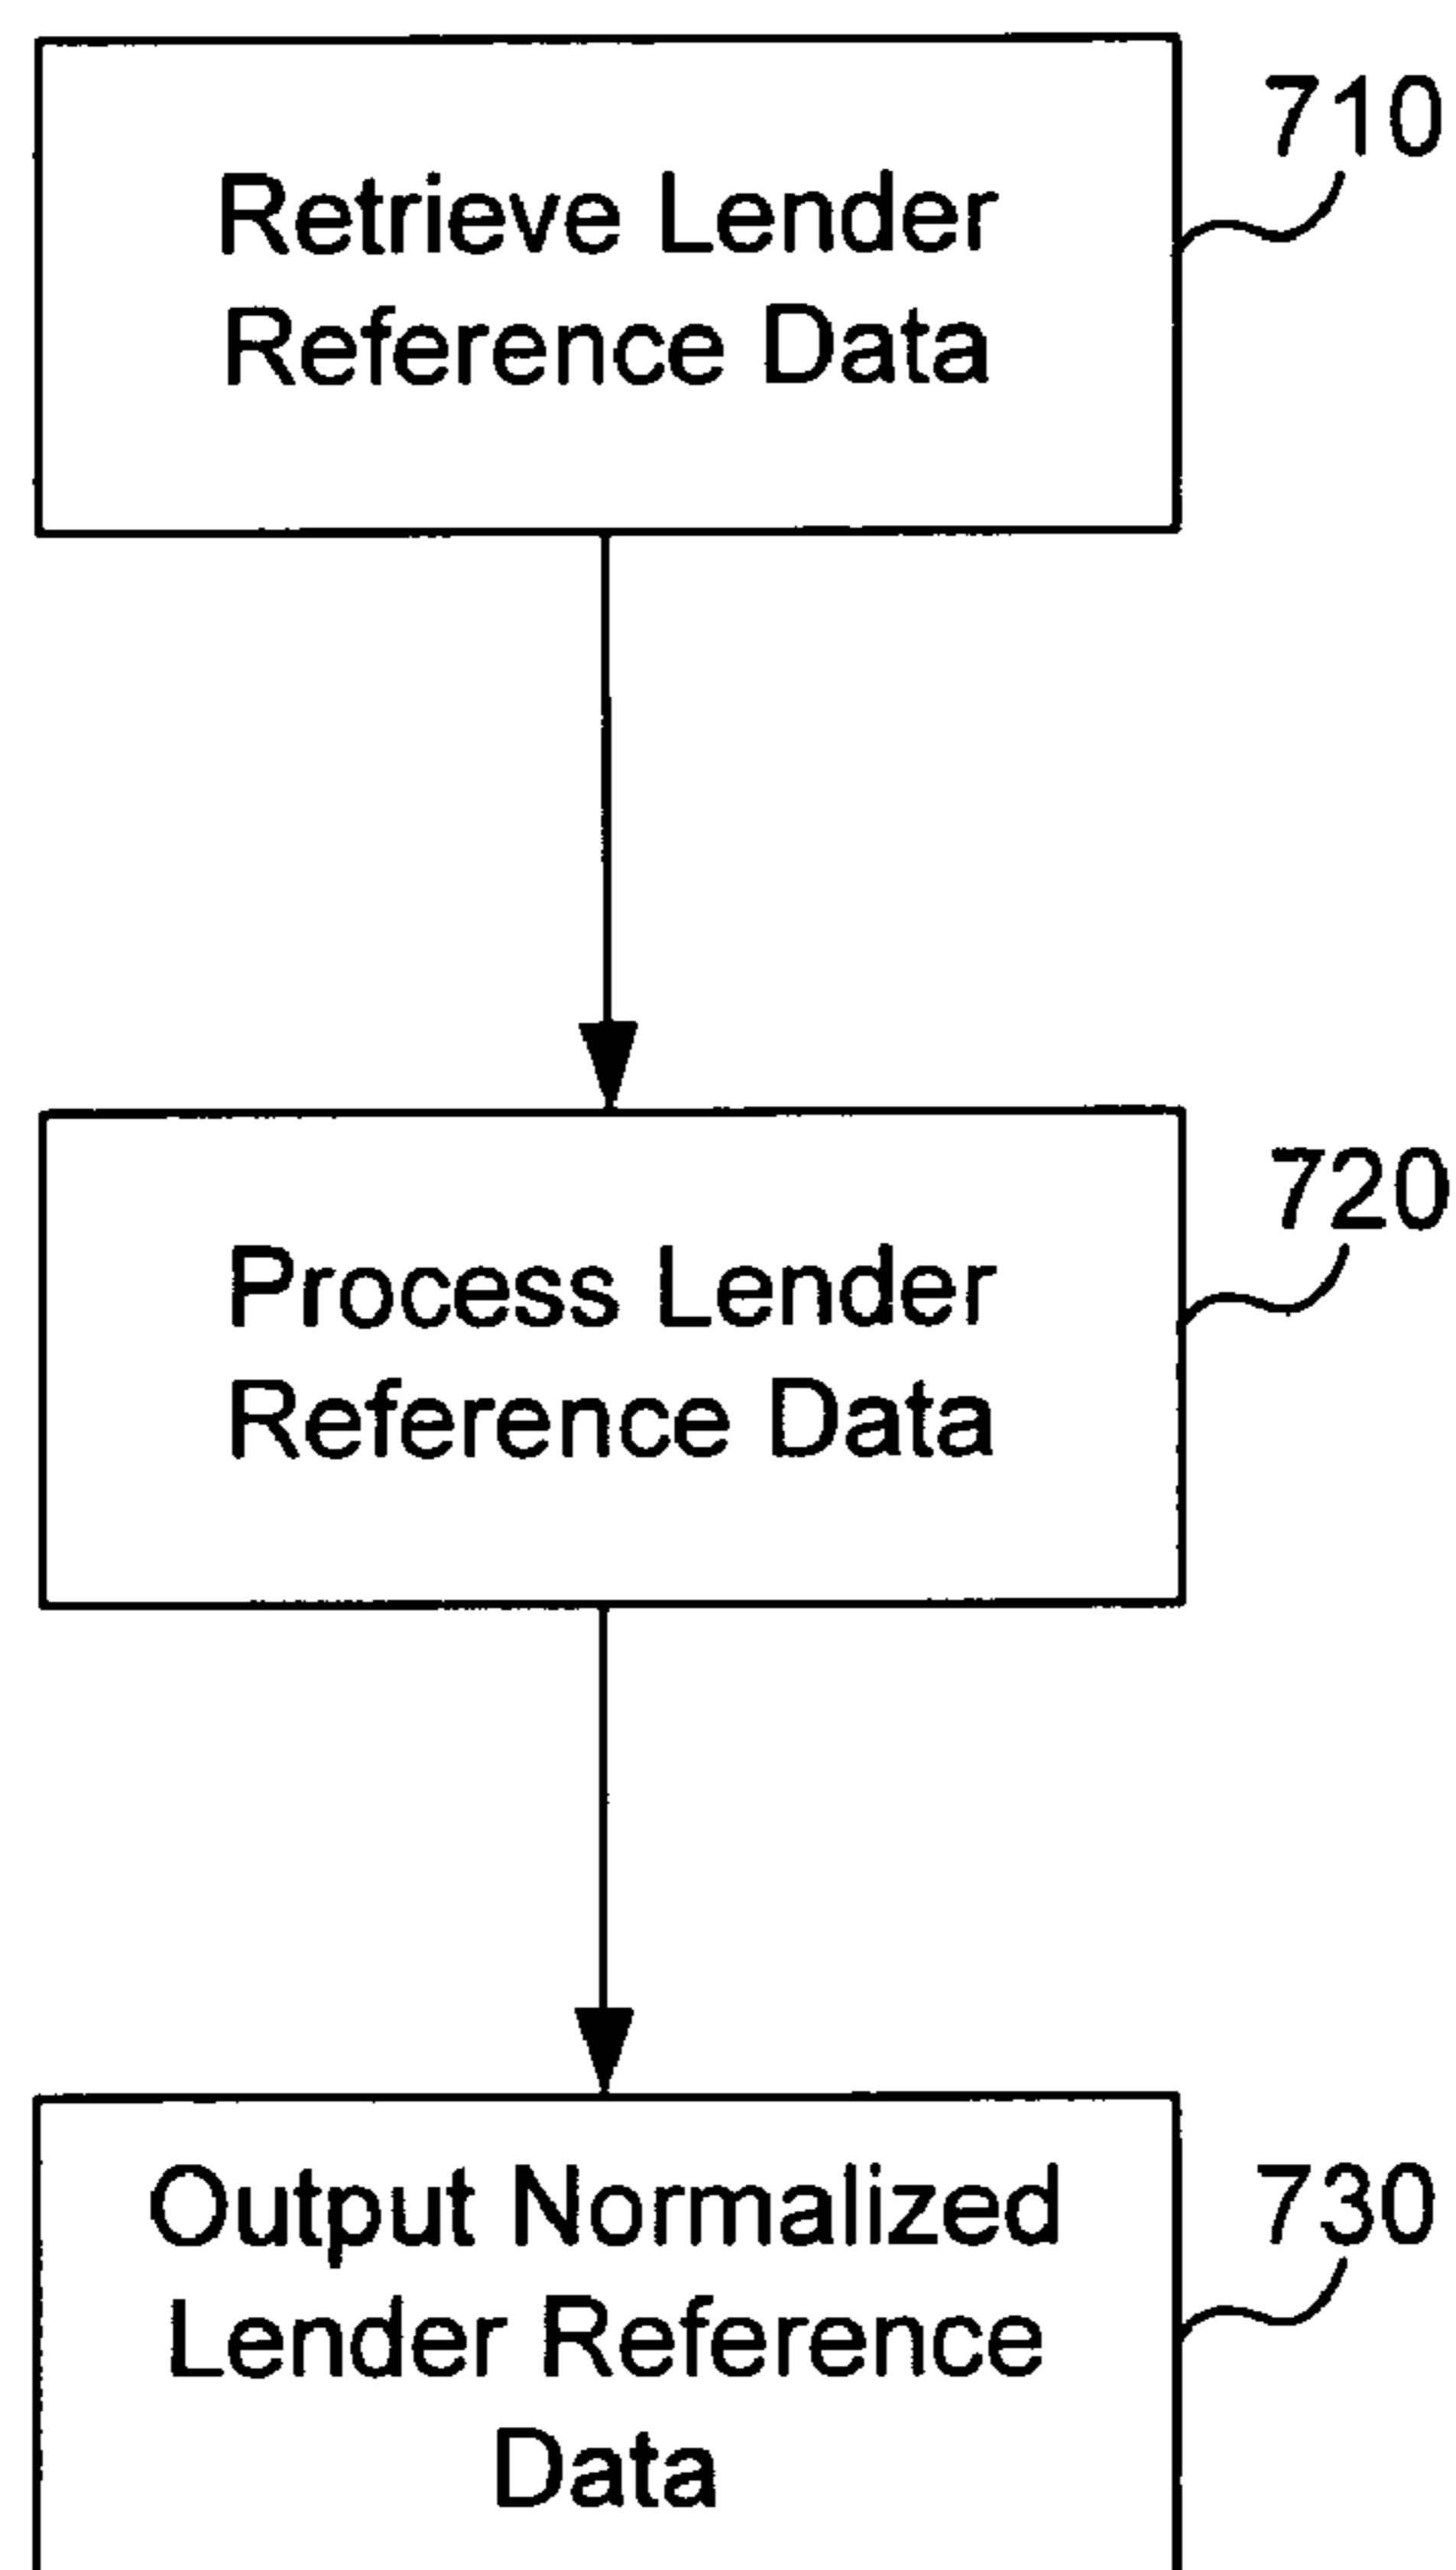 710
Retrieve Lender
Reference Data
720
Process Lender
Reference Data
730
Output Normalized
Lender Reference
Data